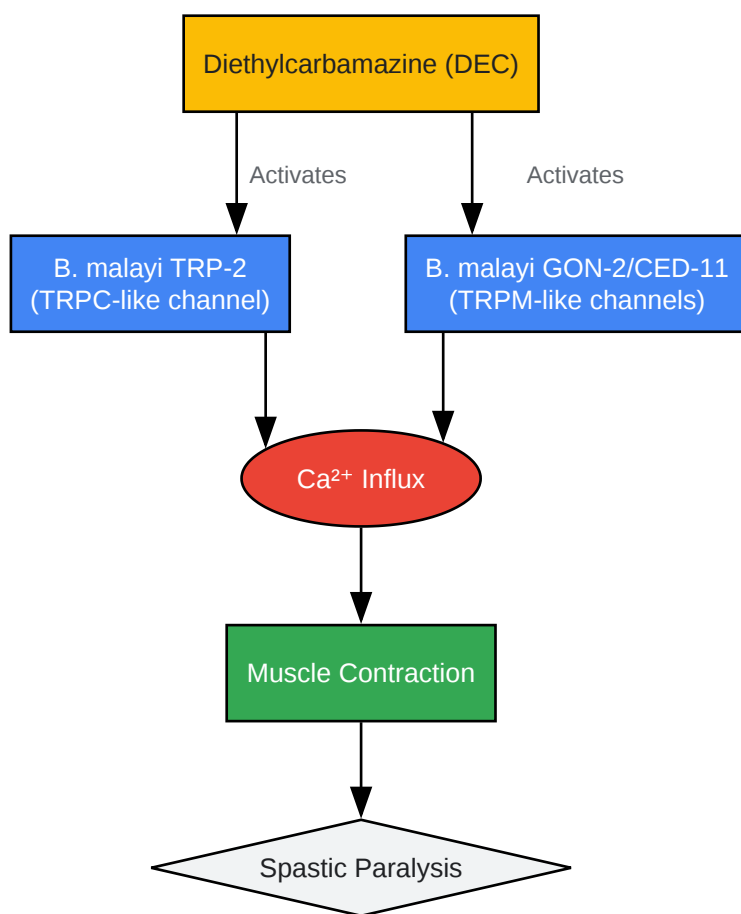 Diethylcarbamazine (DEC)
Activates
Activates
B. malayi TRP-2
(TRPC-like channel)
B. malayi GON-2/CED-11
(TRPM-like channels)
Ca²⁺ Influx
Muscle Contraction
Spastic Paralysis